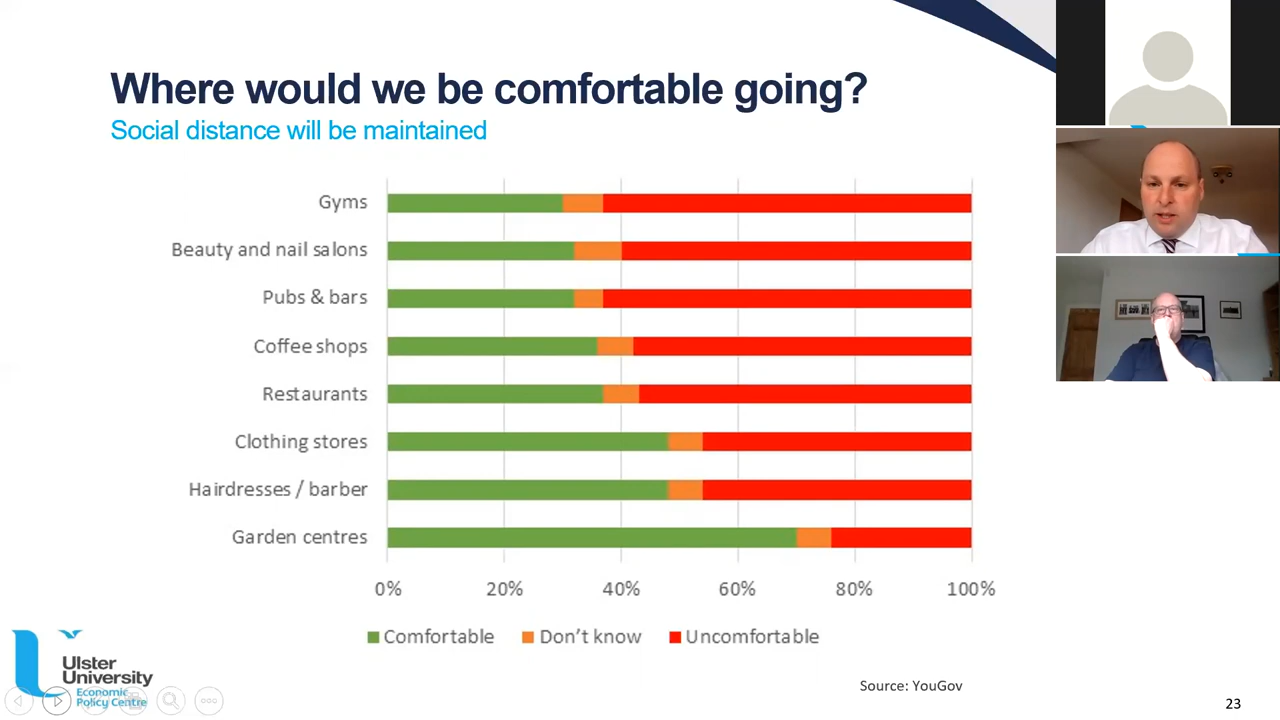 Where would we be comfortable going?
Social distance will be maintained
Gyms
Beauty and nail salons
Pubs & bars
Coffee shops
Restaurants
Clothing stores
Hairdresses / barber
Garden centres
0% 20% 40% 60% 80% 100%
Comfortable Don't know Uncomfortable
Ulster
University
Economic
Policy Centre
Source: YouGov
23